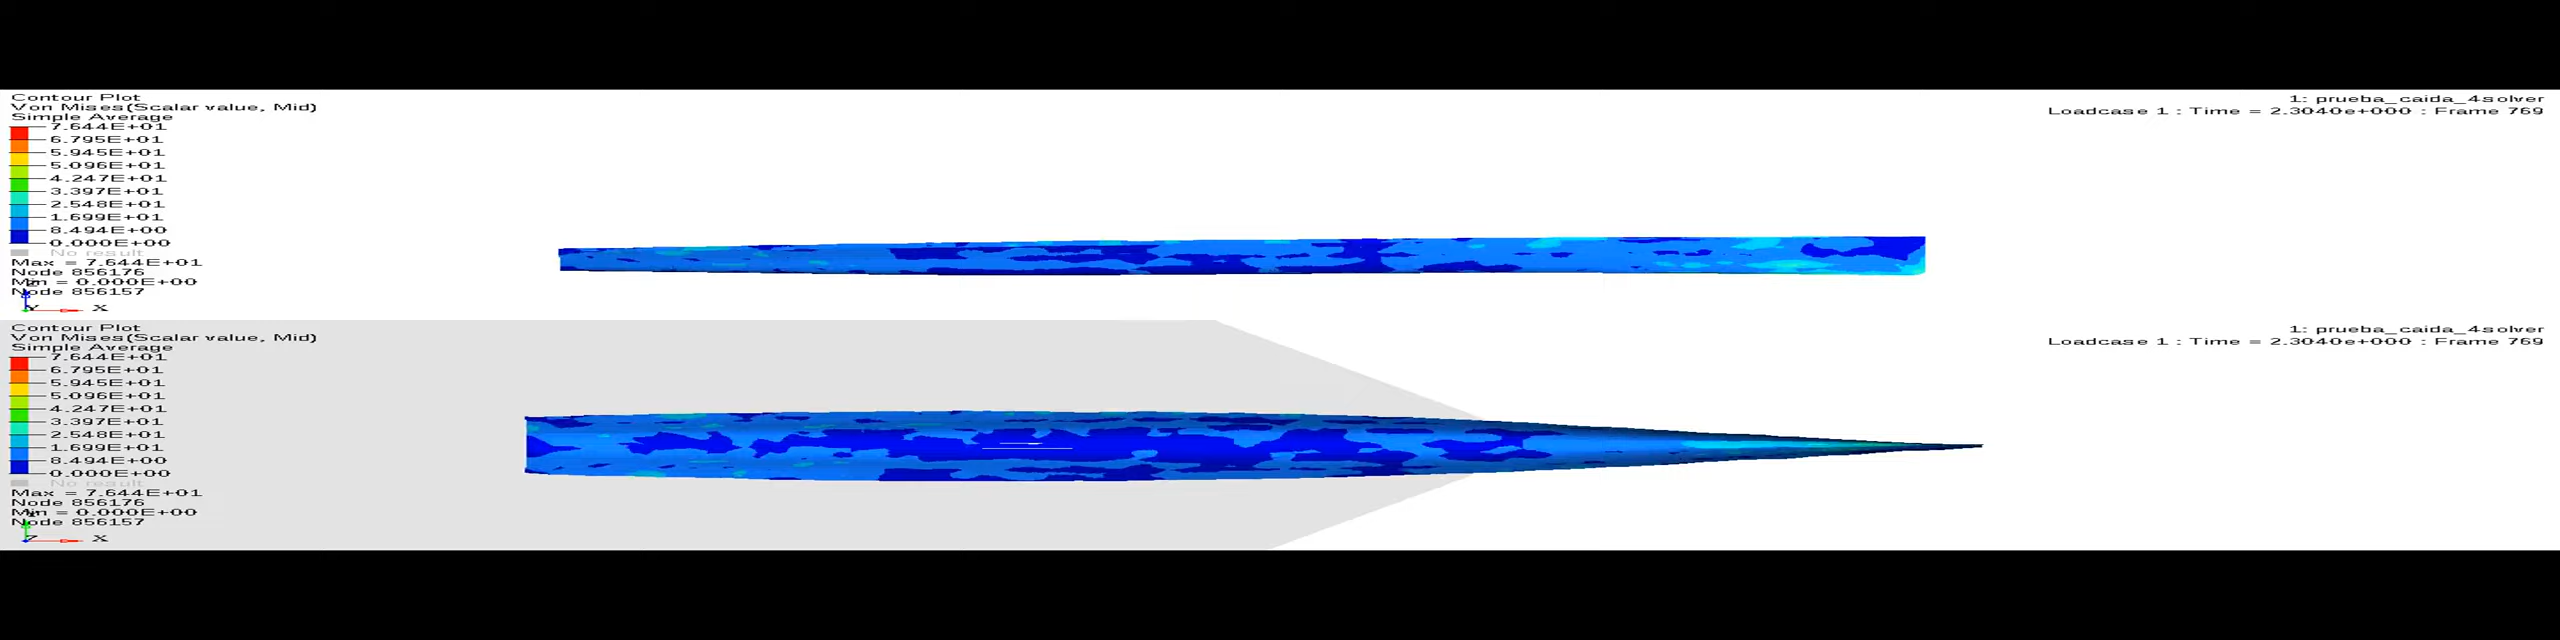 Contour Plot
Von Mises(Scalar value, Mid)
Simple Average
7.644E+01
6.795E+01
5.945E+01
5.096E+01
4.247E+01
3.397E+01
2.548E+01
1.699E+01
8.494E+00
0.000E+00
No result
Max = 7.644E+01
Node 856176
Min = 0.000E+00
Node 856157
Y X
1: prueba_caida_4solver
Loadcase 1 : Time = 2.3040e+000 : Frame 769
Contour Plot
Von Mises(Scalar value, Mid)
Simple Average
7.644E+01
6.795E+01
5.945E+01
5.096E+01
4.247E+01
3.397E+01
2.548E+01
1.699E+01
8.494E+00
0.000E+00
No result
Max = 7.644E+01
Node 856176
Min = 0.000E+00
Node 856157
Z X
1: prueba_caida_4solver
Loadcase 1 : Time = 2.3040e+000 : Frame 769